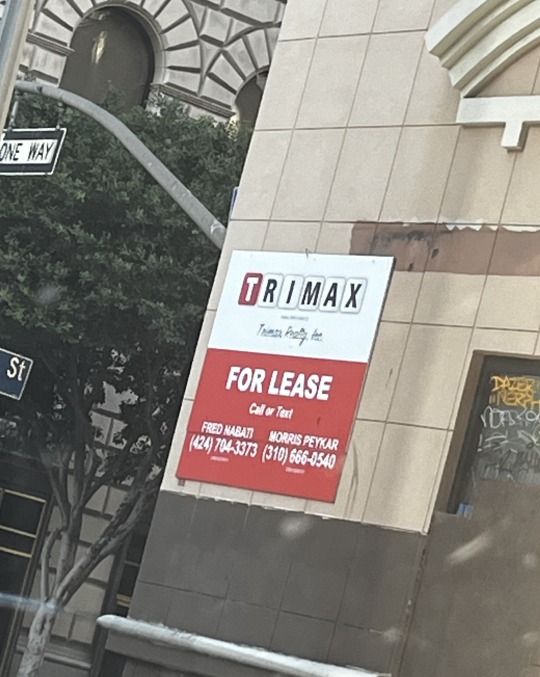 ONE WAY
St
TRIMAX
Trimax Realty, Inc
FOR LEASE
Call or Text
FRED NABATI MORRIS PEYKAR
(424) 704-3373 (310) 666-0540
DAZER